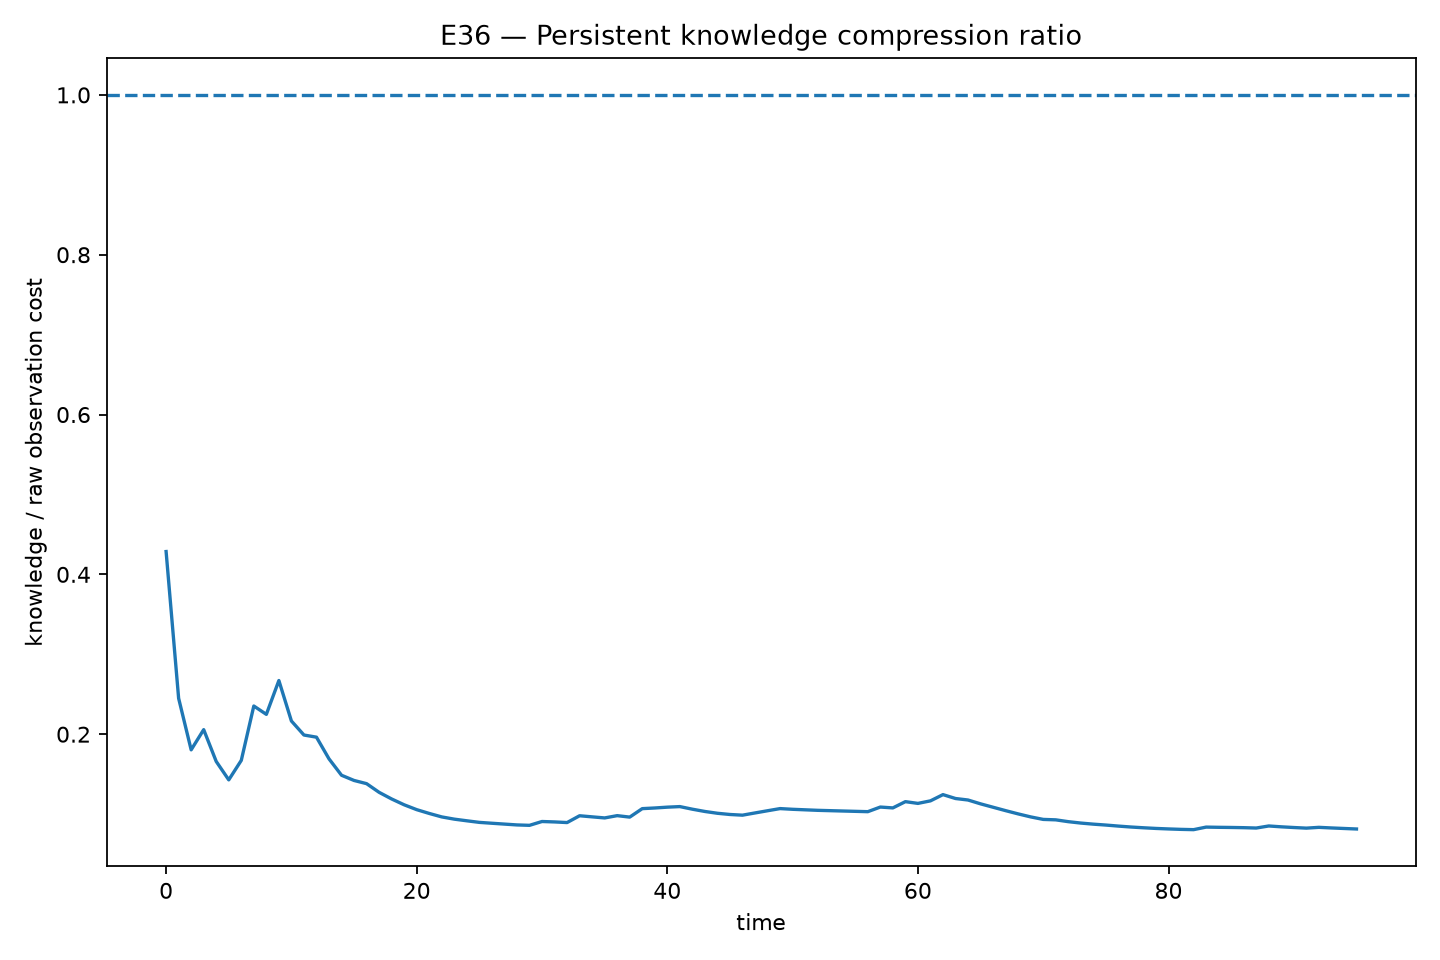 E36 — Persistent knowledge compression ratio
1.0
0.8
0.6
0.4
0.2
knowledge / raw observation cost
0 20 40 60 80
time